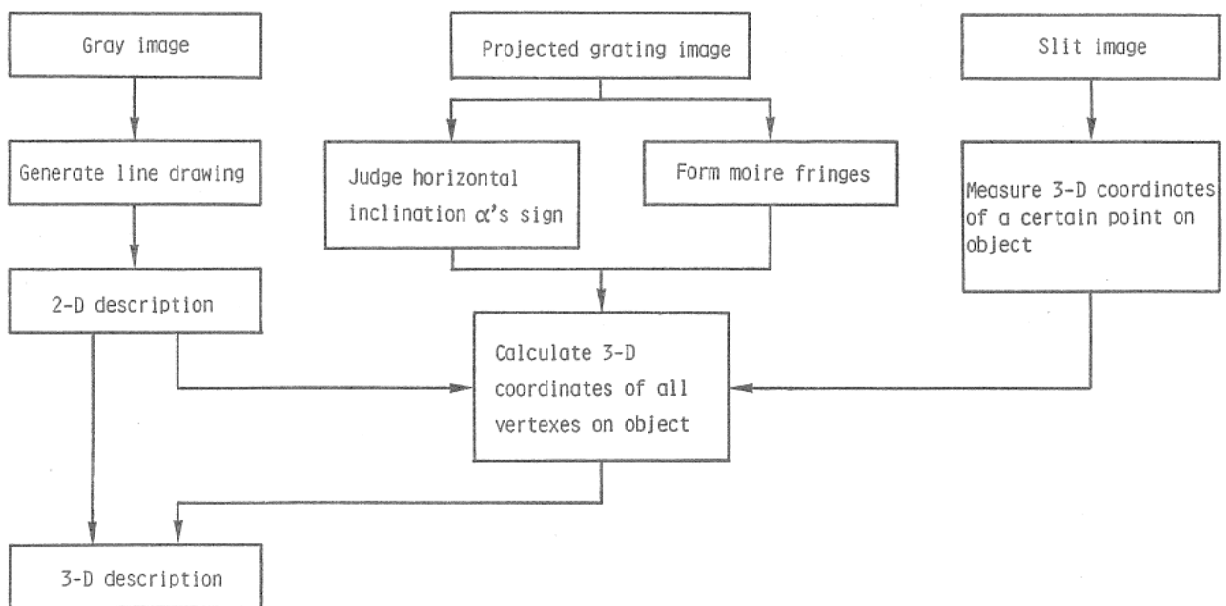 Gray image
Projected grating image
Slit image
Generate line drawing
Judge horizontal
inclination α's sign
Form moire fringes
Measure 3-D coordinates
of a certain point on
object
2-D description
Calculate 3-D
coordinates of all
vertexes on object
3-D description